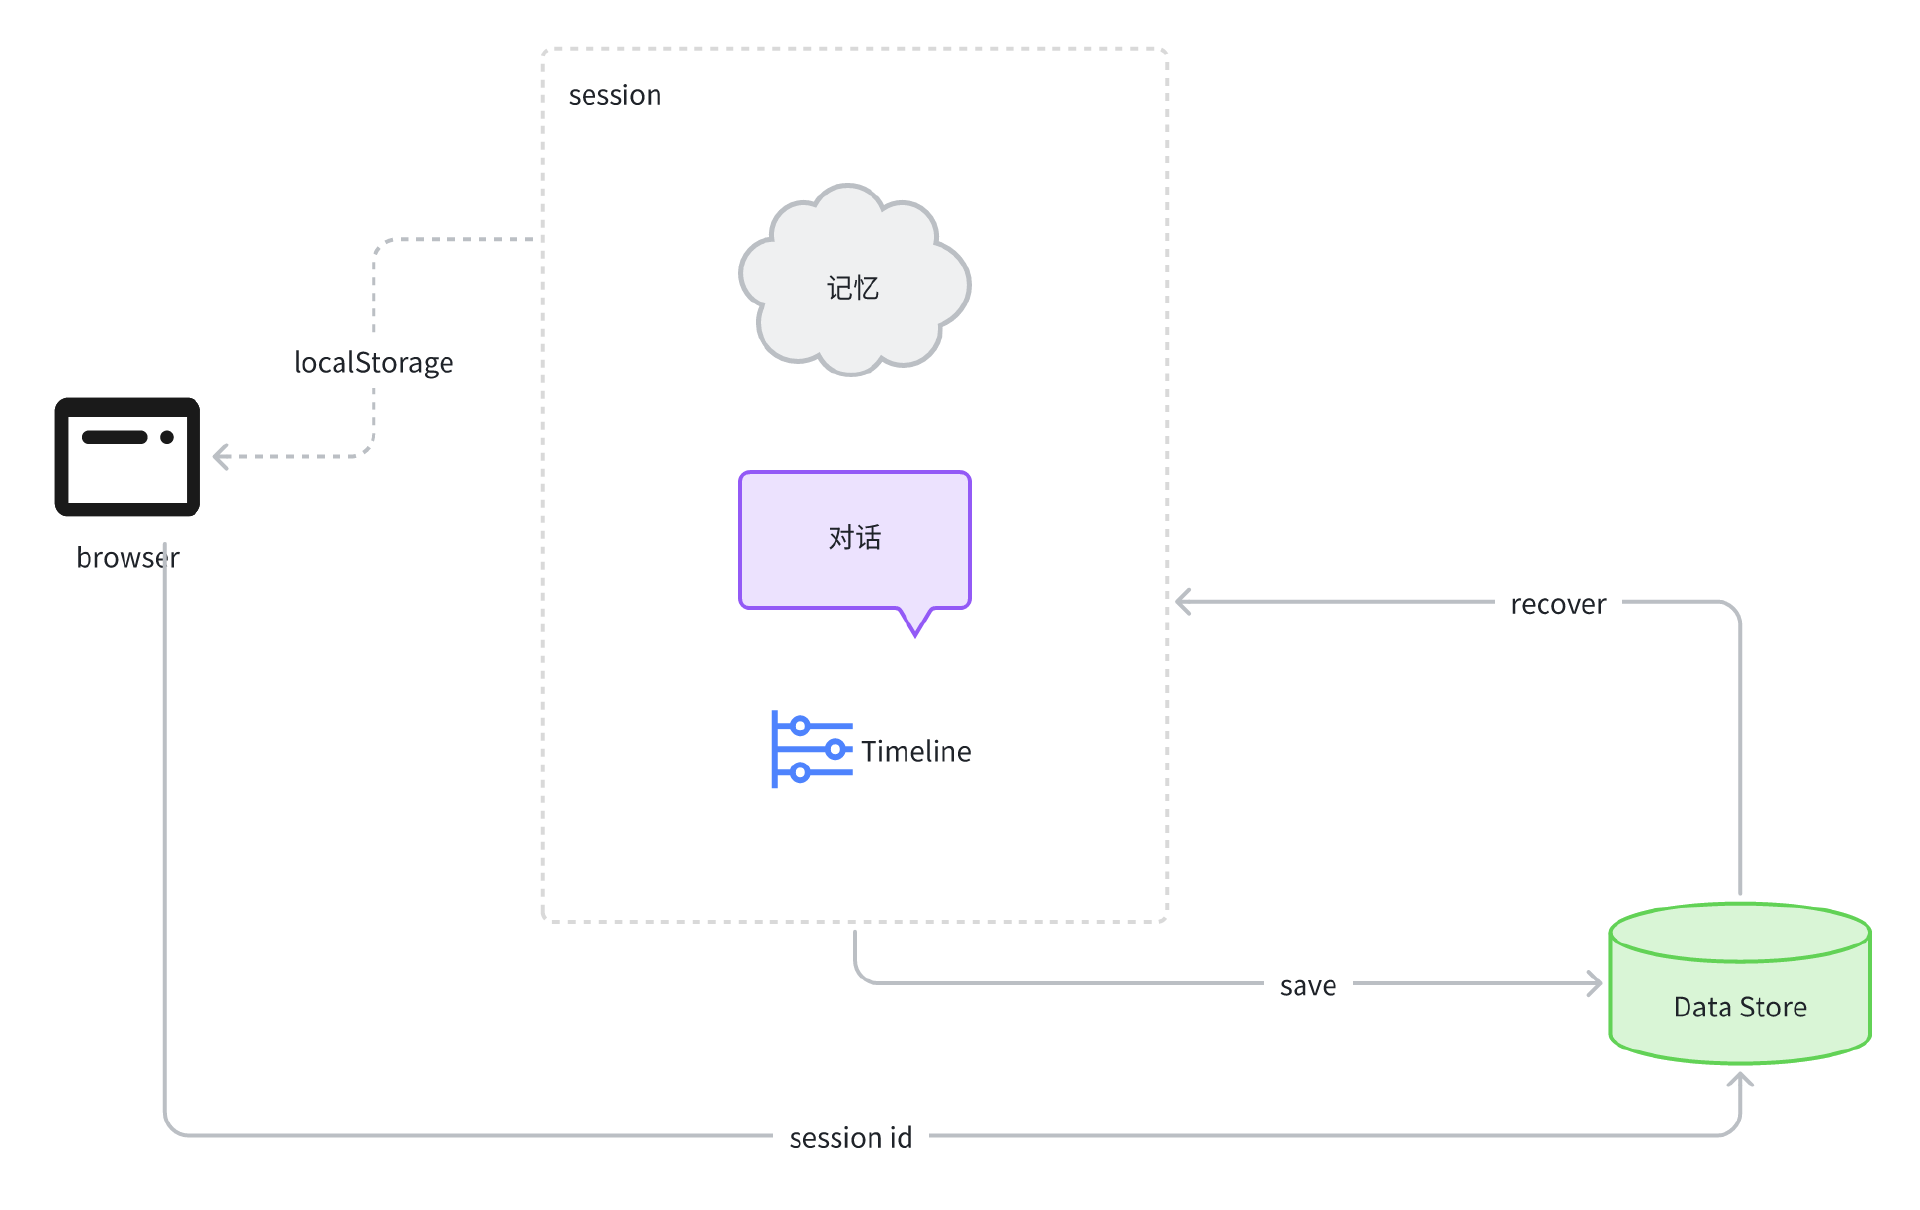 session
记忆
localStorage
browser
对话
recover
Timeline
save
Data Store
session id